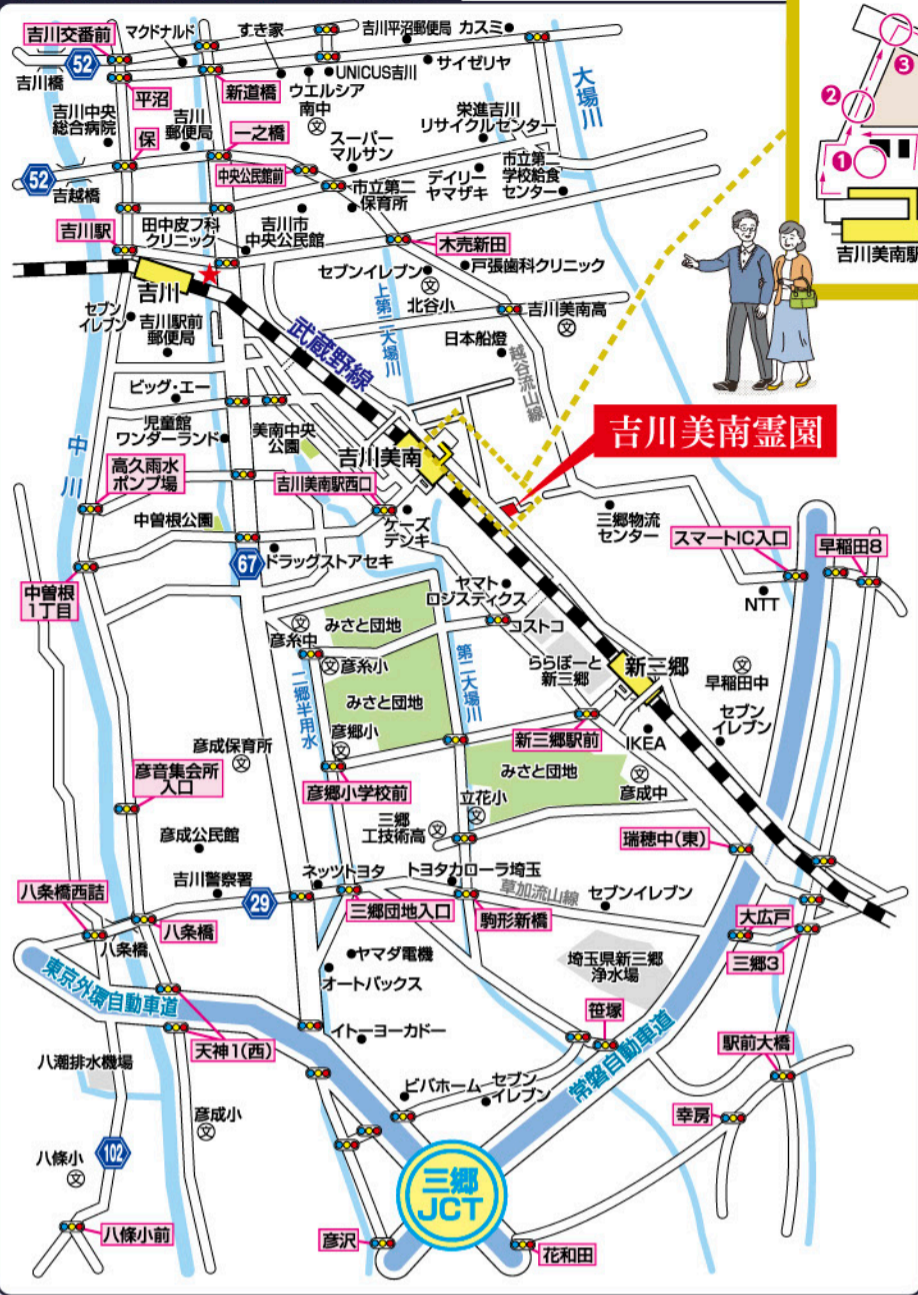 吉川交番前
マクドナルド
すき家
吉川平沼郵便局
カスミ
52
吉川橋
平沼
新道橋
ウエルシア
UNICUS吉川
サイゼリヤ
大場川
吉川中央
総合病院
吉川
郵便局
南中
文
栄進吉川
リサイクルセンター
保
一之橋
スーパー
マルサン
中央公民館前
デイリー
ヤマザキ
市立第二
学校給食
センター
52
吉越橋
市立第二
保育所
吉川駅
田中皮フ科
クリニック
吉川市
中央公民館
木売新田
戸張歯科クリニック
吉川
セブンイレブン
北谷小
文
吉川美南高
文
セブン
イレブン
吉川駅前
郵便局
武蔵野線
上第二大場川
日本船燈
越谷流山線
ビッグ・エー
児童館
ワンダーランド
美南中央
公園
吉川美南
吉川美南霊園
中川
高久雨水
ポンプ場
吉川美南駅西口
中曽根公園
ケーズ
デンキ
三郷物流
センター
スマートIC入口
早稲田8
67
ドラッグストアセキ
中曽根
1丁目
ヤマト
ロジスティクス
NTT
彦糸中
文
みさと団地
コストコ
彦糸小
文
二郷半用水
第二大場川
ららぽーと
新三郷
新三郷
文
早稲田中
みさと団地
セブン
イレブン
彦成保育所
文
彦郷小
文
新三郷駅前
IKEA
彦音集会所
入口
彦郷小学校前
みさと団地
文
彦成中
立花小
文
彦成公民館
三郷
工技術高
文
瑞穂中(東)
吉川警察署
ネッツトヨタ
トヨタカローラ埼玉
八条橋西詰
29
草加流山線
セブンイレブン
八条橋
八条橋
三郷団地入口
駒形新橋
大広戸
三郷3
ヤマダ電機
オートバックス
埼玉県新三郷
浄水場
東京外環自動車道
イトーヨーカドー
笹塚
天神1(西)
常磐自動車道
駅前大橋
八潮排水機場
ビバホーム
セブン
イレブン
彦成小
文
幸房
八條小
文
102
三郷
JCT
八條小前
彦沢
花和田
❶
❷
❸
吉川美南駅